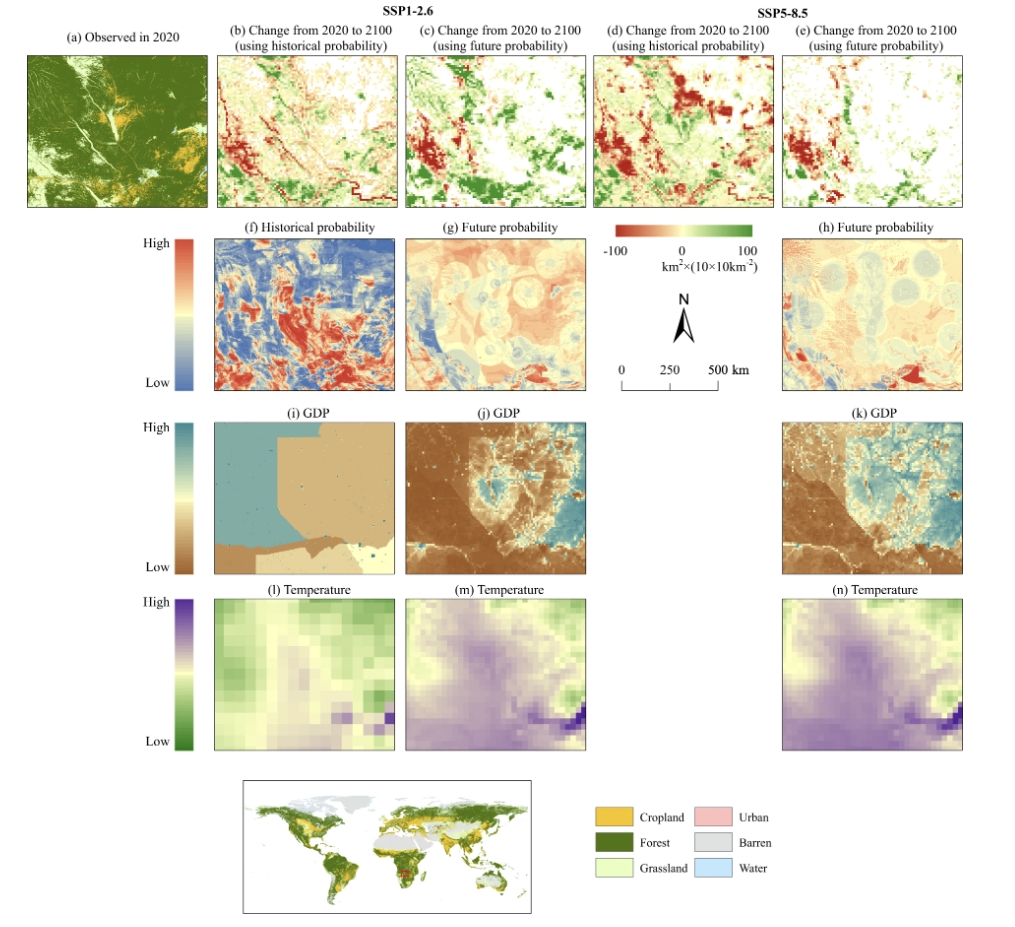 SSP1-2.6
SSP5-8.5
(a) Observed in 2020
(b) Change from 2020 to 2100
(using historical probability)
(c) Change from 2020 to 2100
(using future probability)
(d) Change from 2020 to 2100
(using historical probability)
(e) Change from 2020 to 2100
(using future probability)
(f) Historical probability
(g) Future probability
(h) Future probability
High
Low
-100
0
100
km²×(10×10km⁻²)
N
0
250
500 km
(i) GDP
(j) GDP
(k) GDP
High
Low
(l) Temperature
(m) Temperature
(n) Temperature
High
Low
Cropland
Urban
Forest
Barren
Grassland
Water